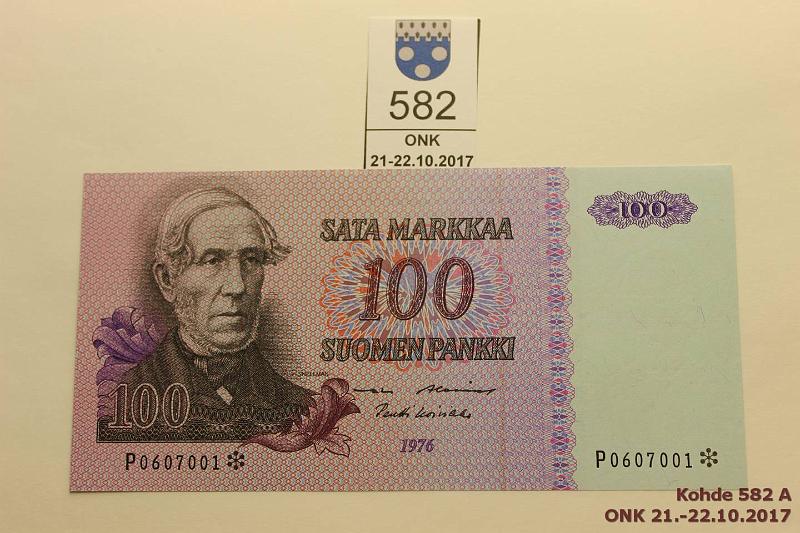 582
ONK
21-22.10.2017
SATA MARKKAA
100
100
SUOMEN PANKKI
SNELLMAN
100
1976
P0607001*
P0607001*
Kohde 582 A
ONK 21.-22.10.2017